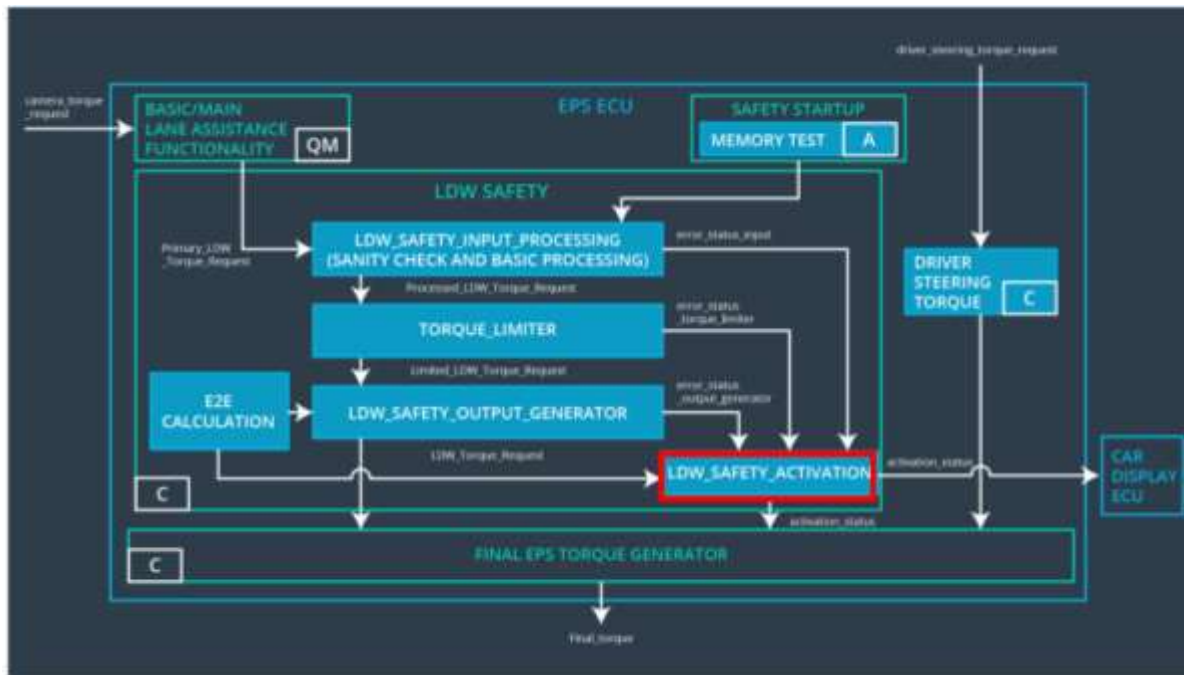 driver_steering_torque_request
camera_torque
_request
BASIC/MAIN
LANE ASSISTANCE
FUNCTIONALITY
QM
EPS ECU
SAFETY STARTUP
MEMORY TEST
A
LDW SAFETY
Primary_LDW
_Torque_Request
LDW_SAFETY_INPUT_PROCESSING
(SANITY CHECK AND BASIC PROCESSING)
error_status_input
DRIVER
STEERING
TORQUE
C
Processed_LDW_Torque_Request
TORQUE_LIMITER
error_status
_torque_limiter
Limited_LDW_Torque_Request
E2E
CALCULATION
LDW_SAFETY_OUTPUT_GENERATOR
error_status
_output_generator
LDW_Torque_Request
LDW_SAFETY_ACTIVATION
activation_status
CAR
DISPLAY
ECU
C
activation_status
FINAL EPS TORQUE GENERATOR
C
Final_torque